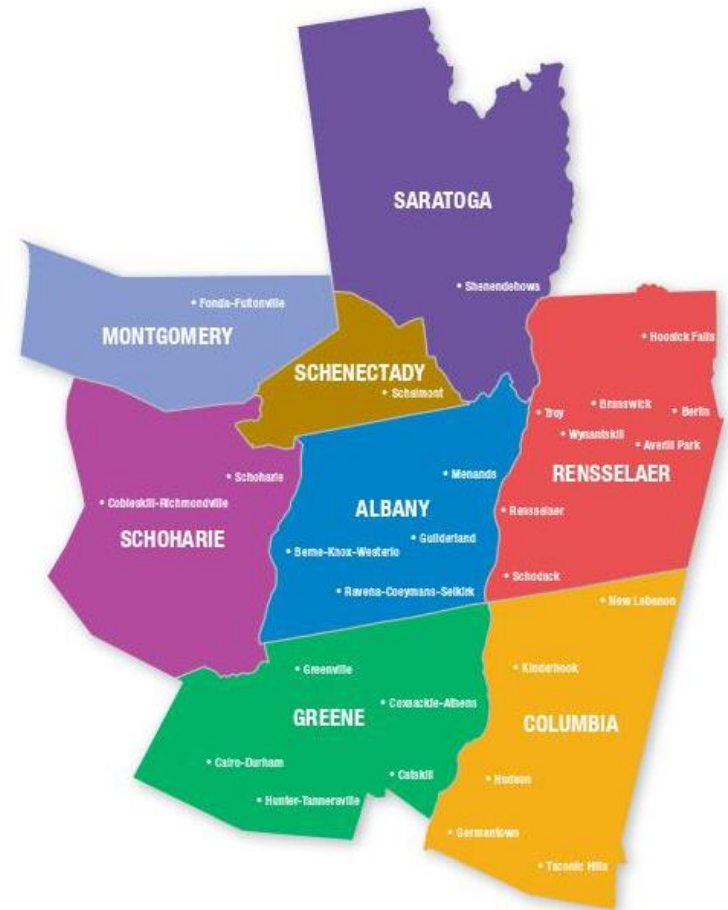 SARATOGA
• Shenendehowa
• Fonda-Fultonville
MONTGOMERY
• Hoosick Falls
SCHENECTADY
• Schalmont
• Brunswick
• Troy
• Berlin
• Wynantskill
• Averill Park
RENSSELAER
• Schoharie
• Menands
• Cobleskill-Richmondville
ALBANY
• Rensselaer
SCHOHARIE
• Guilderland
• Berne-Knox-Westerlo
• Schodack
• Ravena-Coeymans-Selkirk
• New Lebanon
• Greenville
• Kinderhook
• Coxsackie-Athens
GREENE
COLUMBIA
• Cairo-Durham
• Catskill
• Hudson
• Hunter-Tannersville
• Germantown
• Taconic Hills